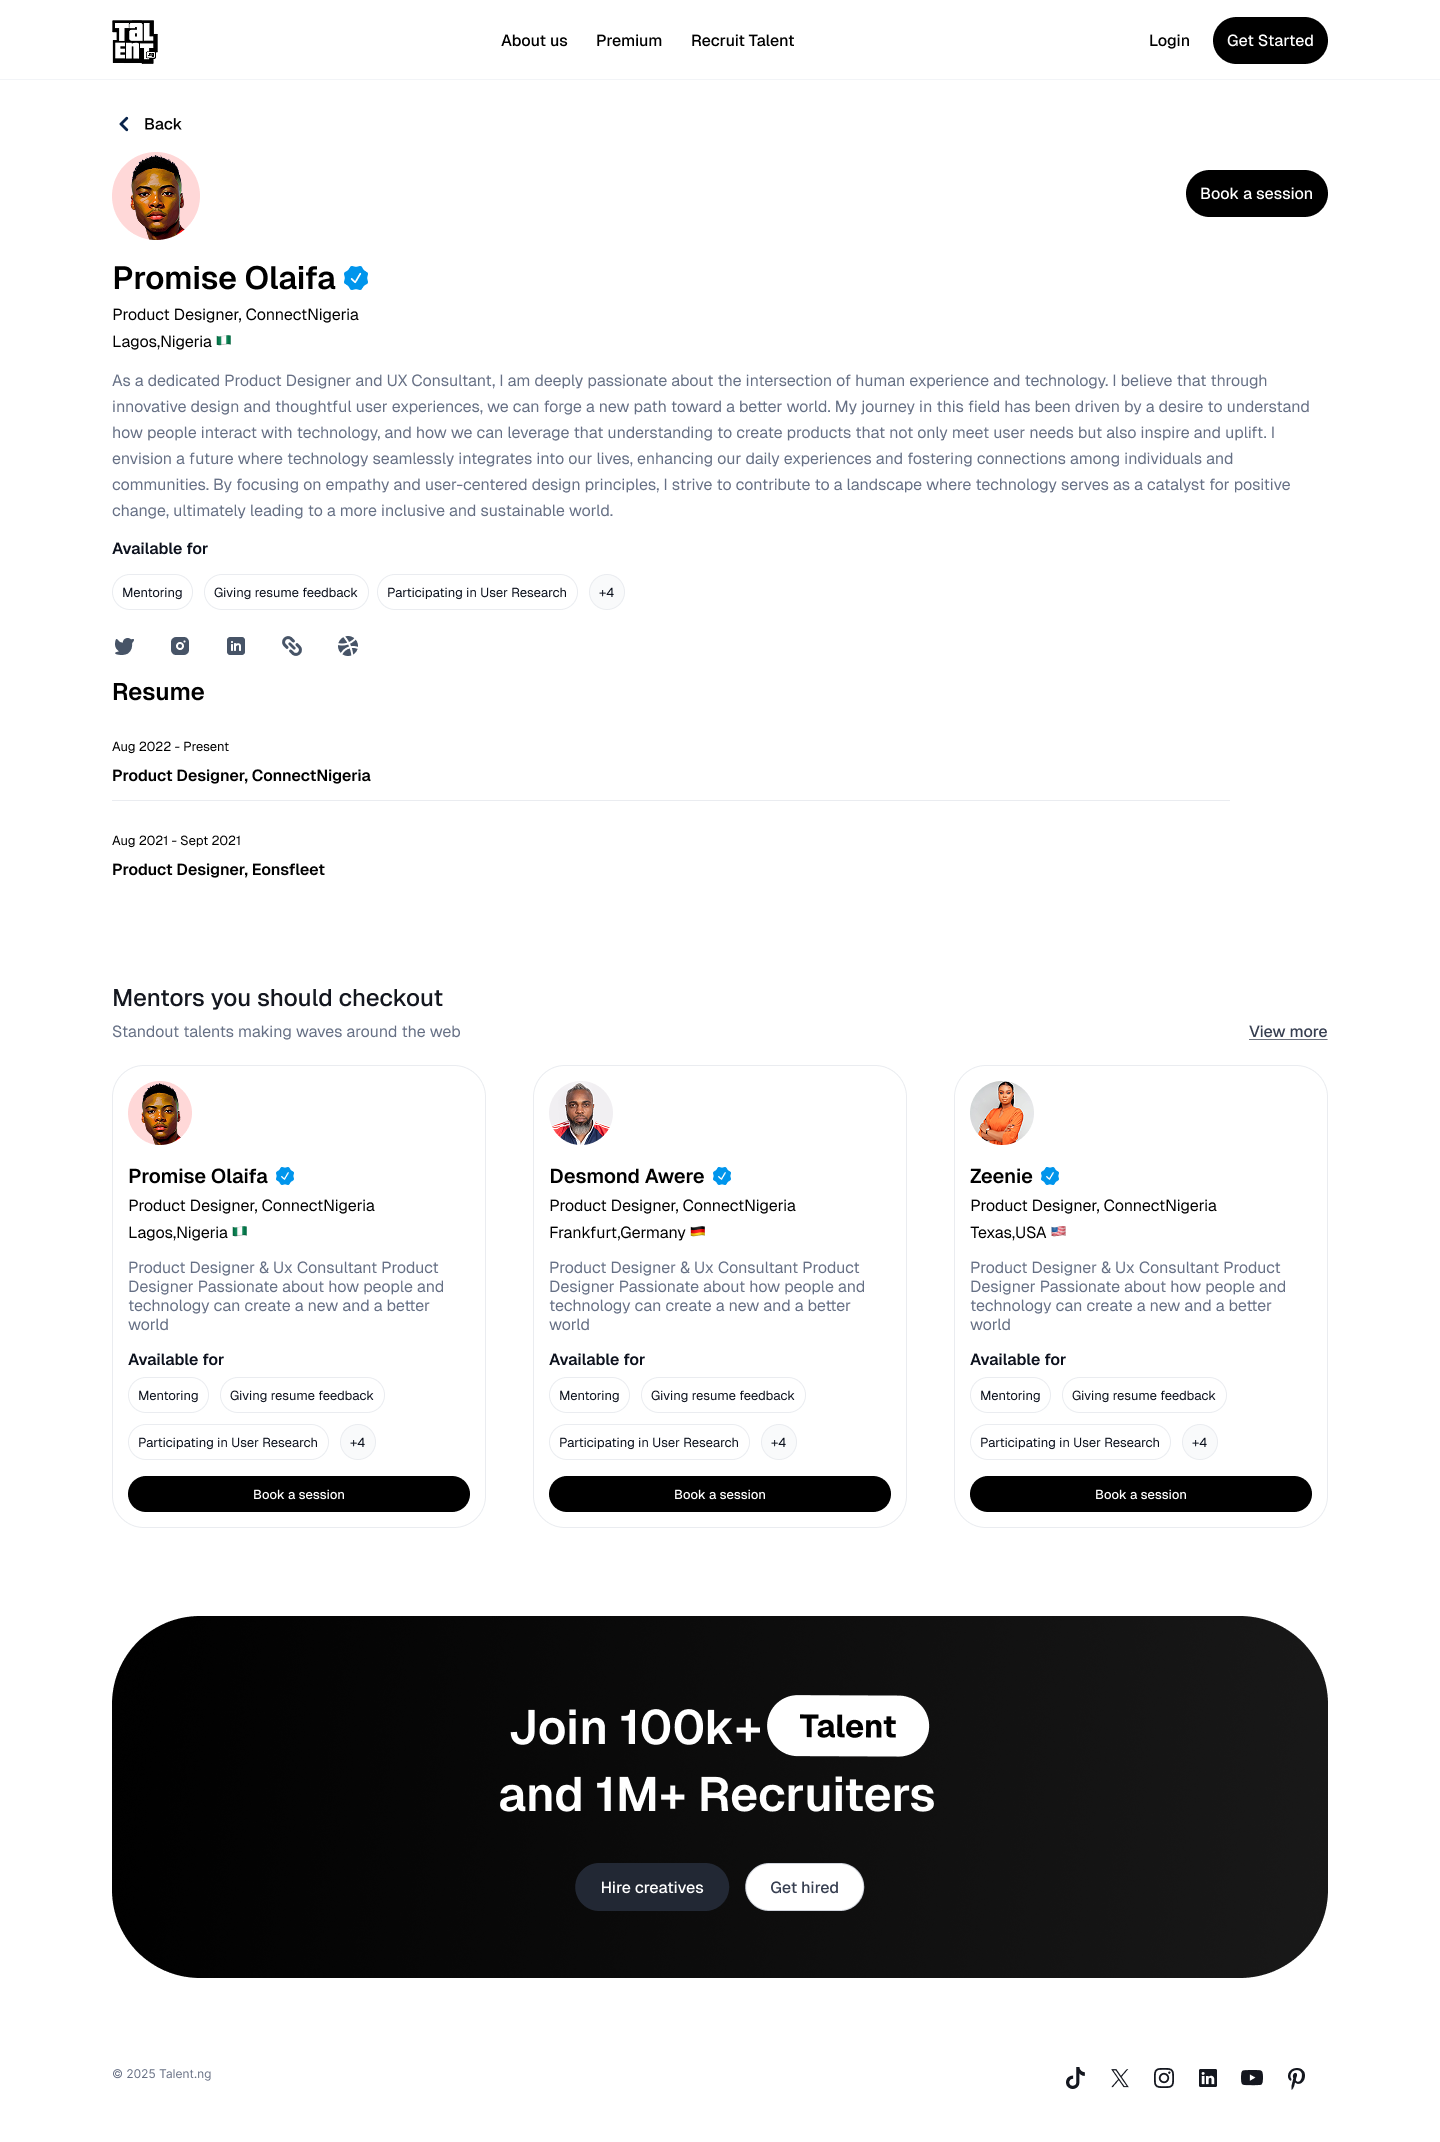 TaL
ENT
About us
Premium
Recruit Talent
Login
Get Started
Back
Book a session
Promise Olaifa
Product Designer, ConnectNigeria
Lagos,Nigeria
As a dedicated Product Designer and UX Consultant, I am deeply passionate about the intersection of human experience and technology. I believe that through
innovative design and thoughtful user experiences, we can forge a new path toward a better world. My journey in this field has been driven by a desire to understand
how people interact with technology, and how we can leverage that understanding to create products that not only meet user needs but also inspire and uplift. I
envision a future where technology seamlessly integrates into our lives, enhancing our daily experiences and fostering connections among individuals and
communities. By focusing on empathy and user-centered design principles, I strive to contribute to a landscape where technology serves as a catalyst for positive
change, ultimately leading to a more inclusive and sustainable world.
Available for
Mentoring
Giving resume feedback
Participating in User Research
+4
Resume
Aug 2022 - Present
Product Designer, ConnectNigeria
Aug 2021 - Sept 2021
Product Designer, Eonsfleet
Mentors you should checkout
Standout talents making waves around the web
View more
Promise Olaifa
Product Designer, ConnectNigeria
Lagos,Nigeria
Product Designer & Ux Consultant Product
Designer Passionate about how people and
technology can create a new and a better
world
Available for
Mentoring
Giving resume feedback
Participating in User Research
+4
Book a session
Desmond Awere
Product Designer, ConnectNigeria
Frankfurt,Germany
Product Designer & Ux Consultant Product
Designer Passionate about how people and
technology can create a new and a better
world
Available for
Mentoring
Giving resume feedback
Participating in User Research
+4
Book a session
Zeenie
Product Designer, ConnectNigeria
Texas,USA
Product Designer & Ux Consultant Product
Designer Passionate about how people and
technology can create a new and a better
world
Available for
Mentoring
Giving resume feedback
Participating in User Research
+4
Book a session
Join 100k+ Talent
and 1M+ Recruiters
Hire creatives
Get hired
© 2025 Talent.ng